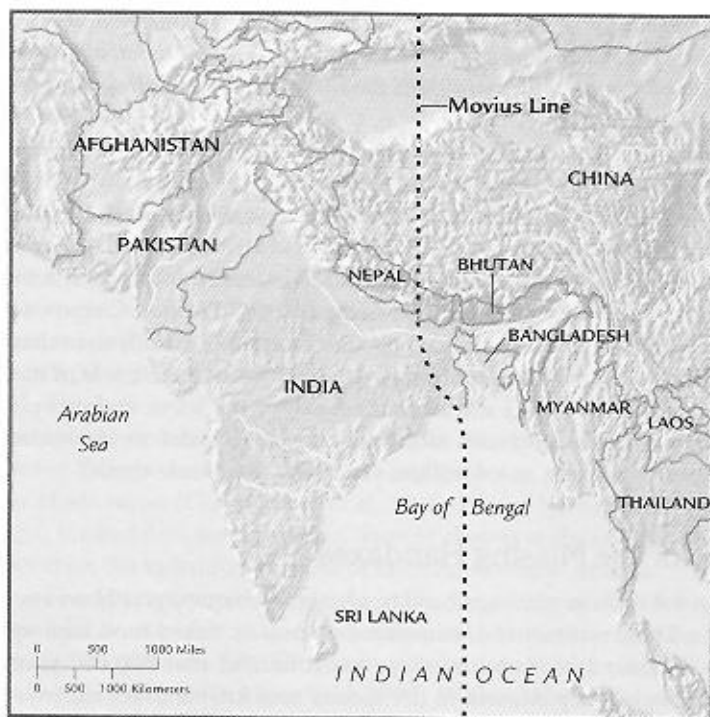 Movius Line
AFGHANISTAN
CHINA
PAKISTAN
BHUTAN
NEPAL
BANGLADESH
INDIA
MYANMAR
LAOS
Arabian
Sea
THAILAND
Bay of Bengal
SRI LANKA
0 500 1000 Miles
0 500 1000 Kilometers
INDIAN OCEAN